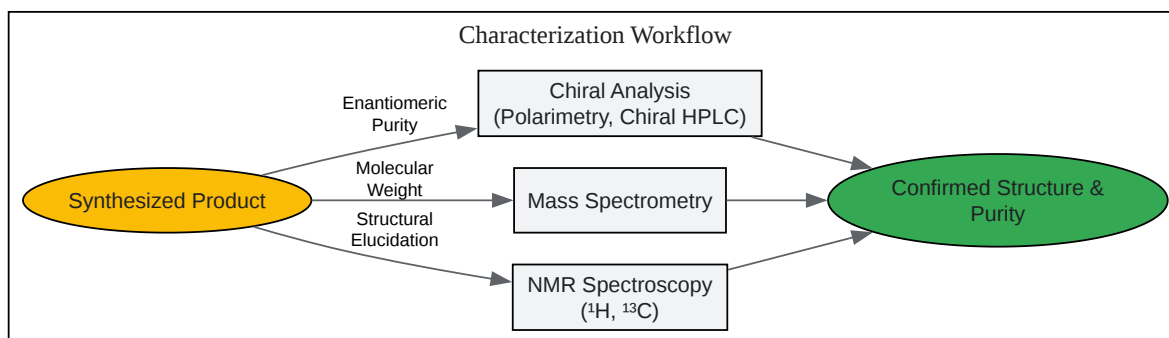 Characterization Workflow
Enantiomeric
Purity
Chiral Analysis
(Polarimetry, Chiral HPLC)
Synthesized Product
Molecular
Weight
Mass Spectrometry
Confirmed Structure &
Purity
Structural
Elucidation
NMR Spectroscopy
(¹H, ¹³C)